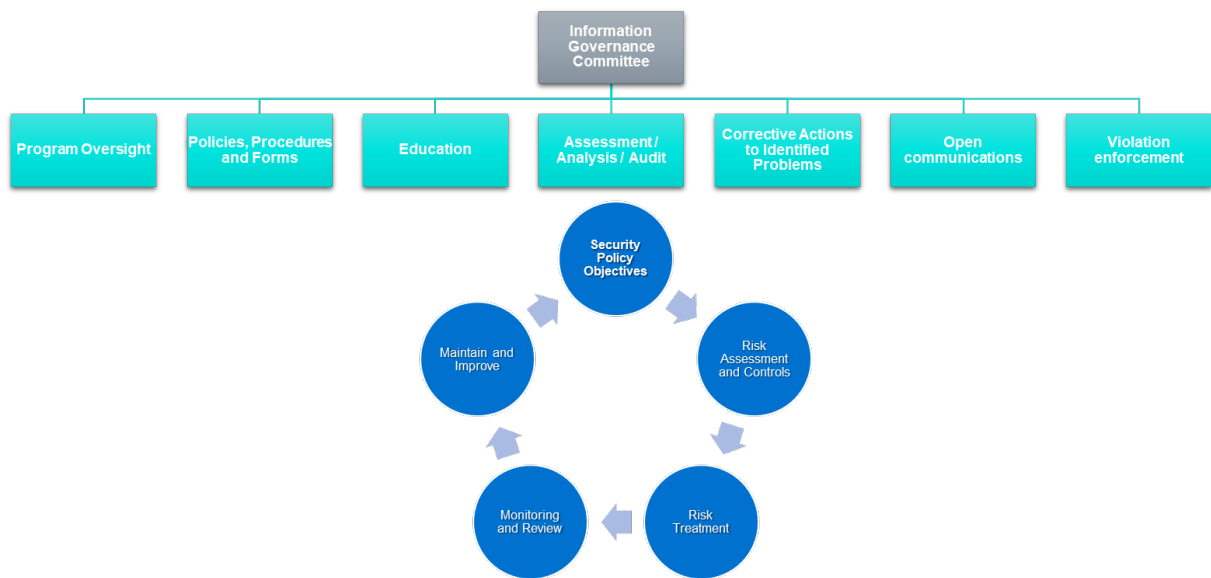 Information
Governance
Committee
Program Oversight
Policies, Procedures
and Forms
Education
Assessment /
Analysis / Audit
Corrective Actions
to Identified
Problems
Open
communications
Violation
enforcement
Security
Policy
Objectives
Risk
Assessment
and Controls
Risk
Treatment
Monitoring
and Review
Maintain and
Improve